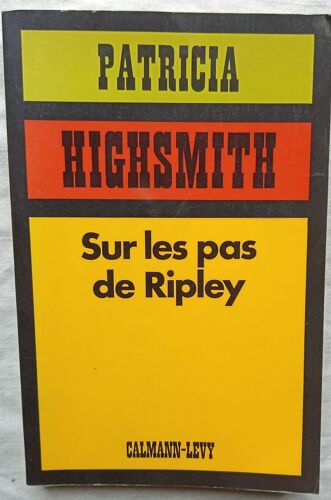 PATRICIA
HIGHSMITH
Sur les pas
de Ripley
CALMANN-LEVY